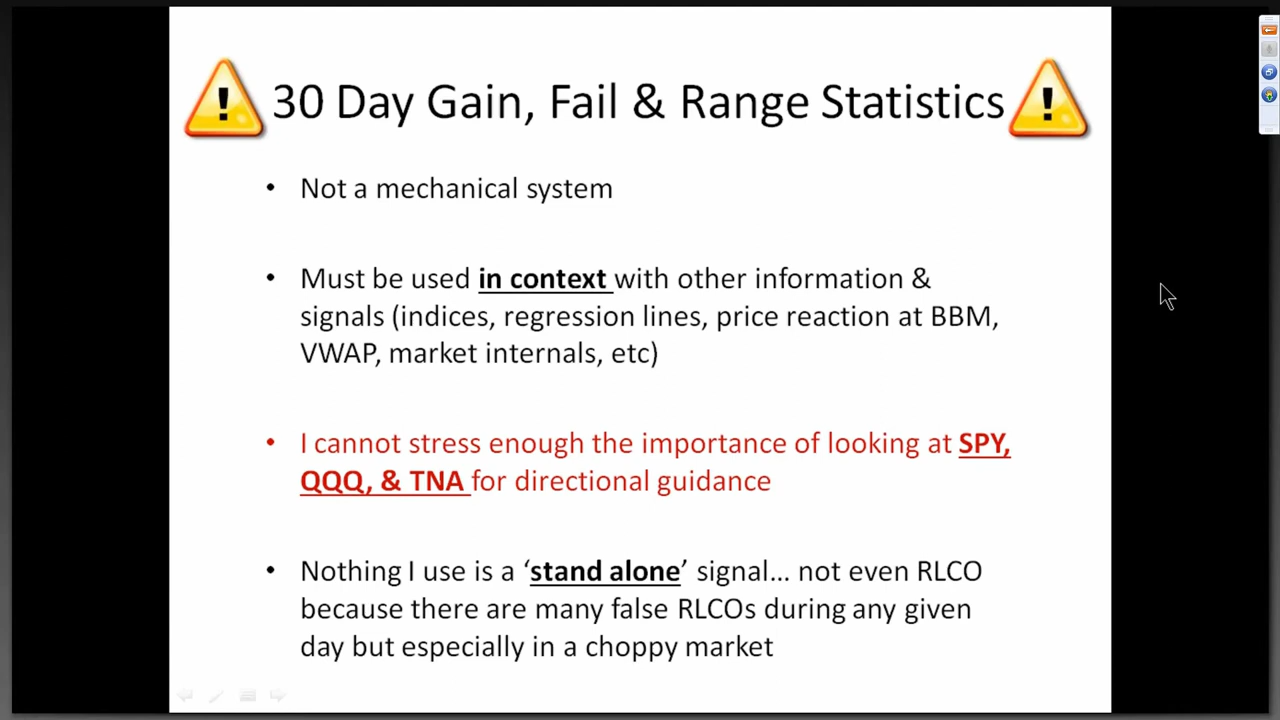 30 Day Gain, Fail & Range Statistics
• Not a mechanical system
• Must be used in context with other information &
signals (indices, regression lines, price reaction at BBM,
VWAP, market internals, etc)
• I cannot stress enough the importance of looking at SPY,
QQQ, & TNA for directional guidance
• Nothing I use is a ‘stand alone’ signal... not even RLCO
because there are many false RLCOs during any given
day but especially in a choppy market